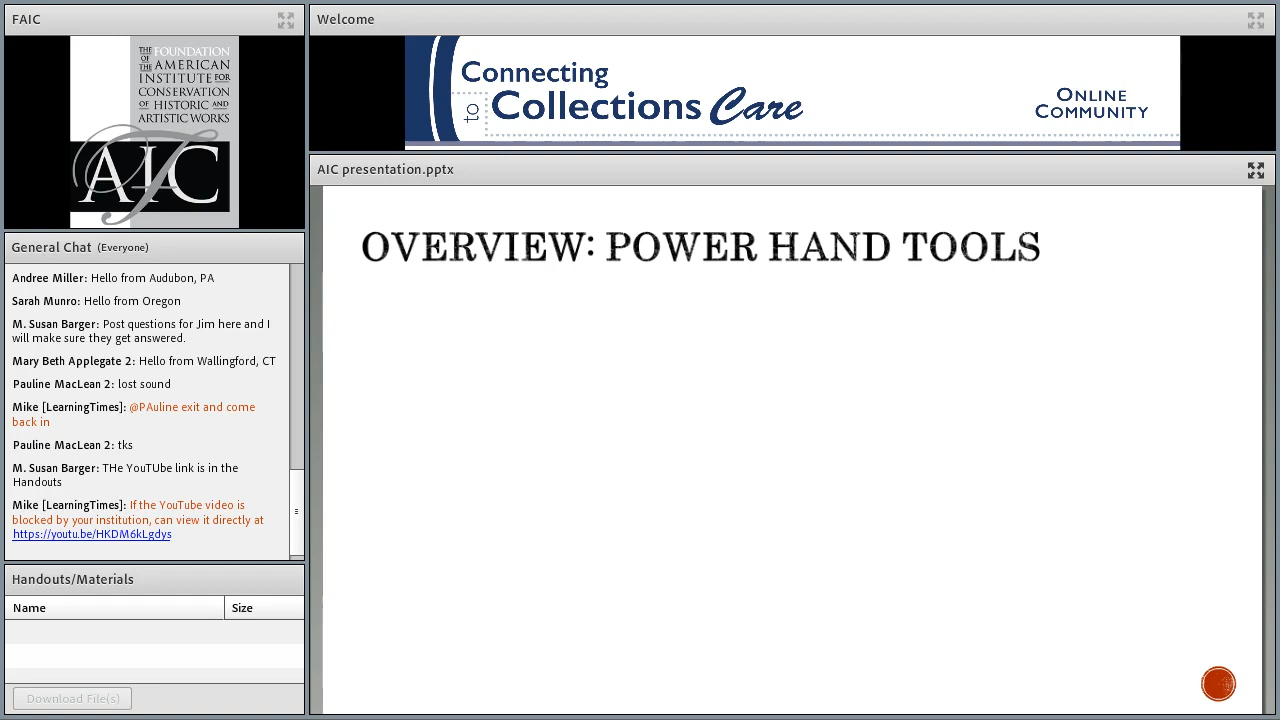 FAIC
THE FOUNDATION
OF THE AMERICAN
INSTITUTE FOR
CONSERVATION
OF HISTORIC AND
ARTISTIC WORKS
AIC
General Chat (Everyone)
Andree Miller: Hello from Audubon, PA
Sarah Munro: Hello from Oregon
M. Susan Barger: Post questions for Jim here and I
will make sure they get answered.
Mary Beth Applegate 2: Hello from Wallingford, CT
Pauline MacLean 2: lost sound
Mike [LearningTimes]: @PAuline exit and come
back in
Pauline MacLean 2: tks
M. Susan Barger: THe YouTUbe link is in the
Handouts
Mike [LearningTimes]: If the YouTube video is
blocked by your institution, can view it directly at
https://youtu.be/HKDM6kLgdys
Handouts/Materials
Name Size
Download File(s)
Welcome
Connecting
to Collections Care
ONLINE
COMMUNITY
AIC presentation.pptx
OVERVIEW: POWER HAND TOOLS